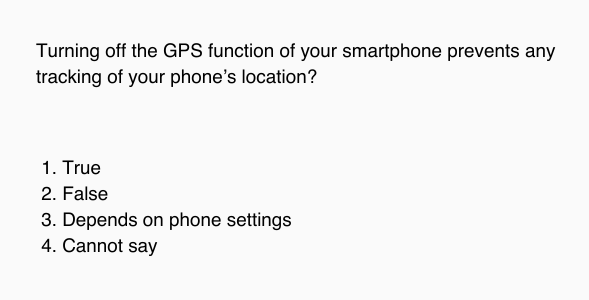 Turning off the GPS function of your smartphone prevents any
tracking of your phone’s location?
1. True
2. False
3. Depends on phone settings
4. Cannot say